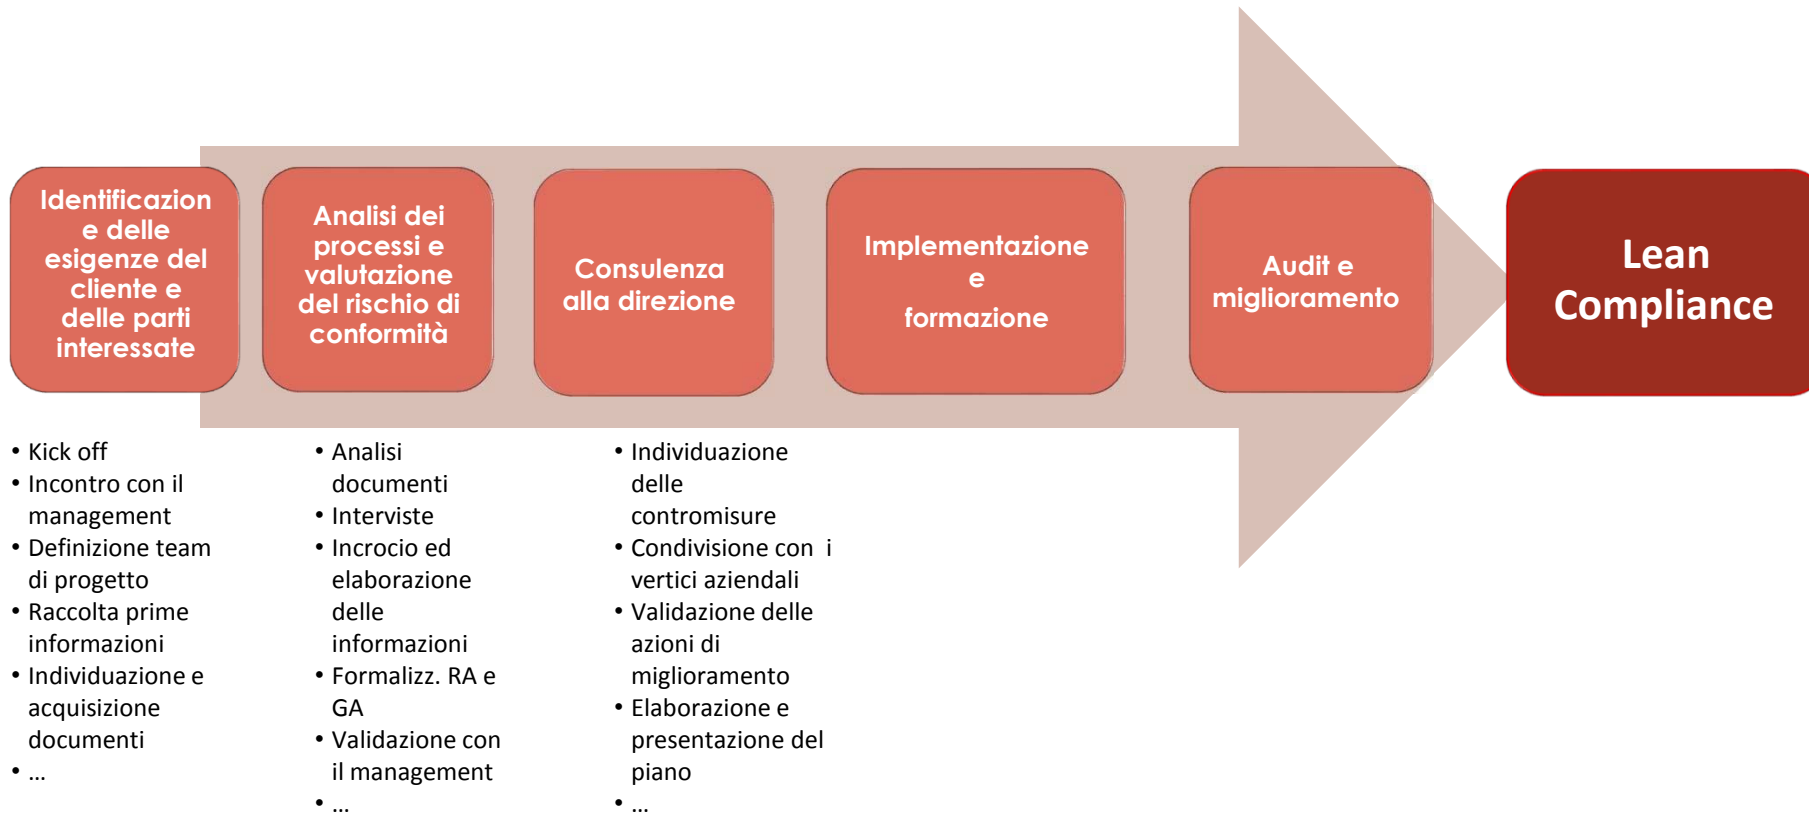 Identificazion
e delle
esigenze del
cliente e
delle parti
interessate
Analisi dei
processi e
valutazione
del rischio di
conformità
Consulenza
alla direzione
Implementazione
e
formazione
Audit e
miglioramento
Lean
Compliance
• Kick off
• Incontro con il
management
• Definizione team
di progetto
• Raccolta prime
informazioni
• Individuazione e
acquisizione
documenti
• ...
• Analisi
documenti
• Interviste
• Incrocio ed
elaborazione
delle
informazioni
• Formalizz. RA e
GA
• Validazione con
il management
• ...
• Individuazione
delle
contromisure
• Condivisione con i
vertici aziendali
• Validazione delle
azioni di
miglioramento
• Elaborazione e
presentazione del
piano
• ...